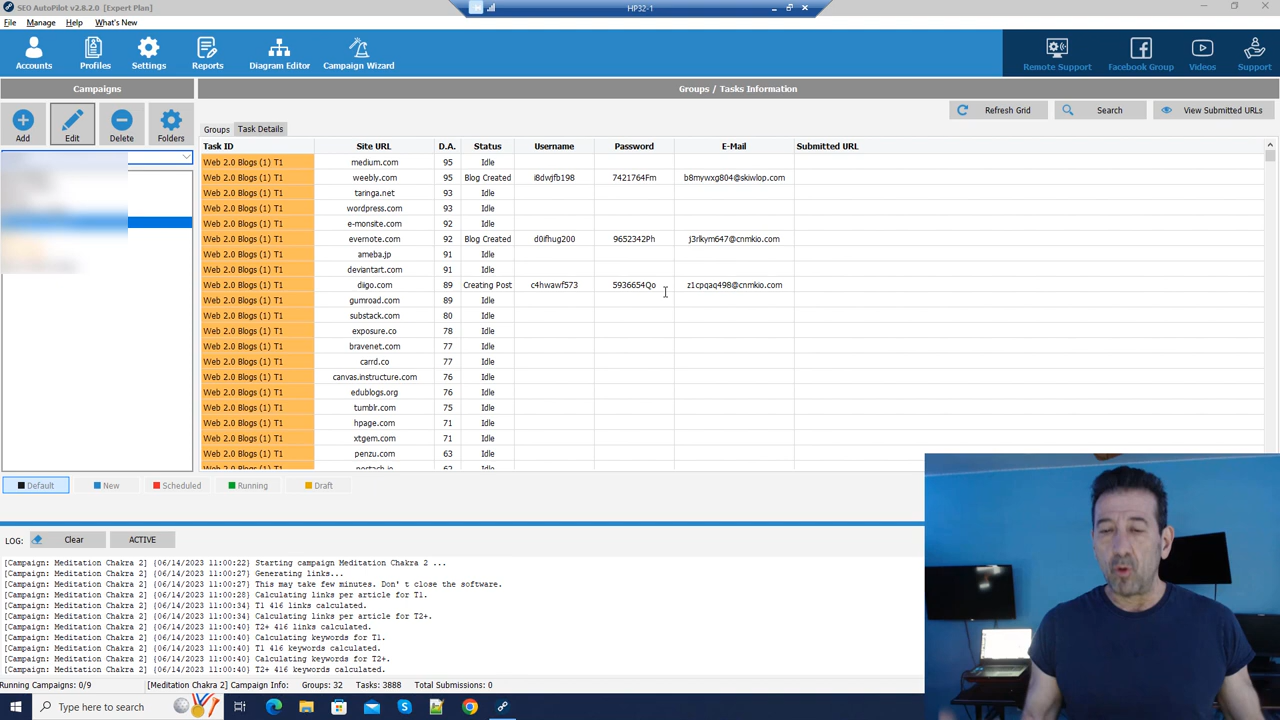 SEO AutoPilot v2.8.2.0 [Expert Plan]
HP32-1
File Manage Help What's New
Accounts Profiles Settings Reports Diagram Editor Campaign Wizard
Remote Support Facebook Group Videos Support
Campaigns
Groups / Tasks Information
Add Edit Delete Folders
Refresh Grid Search View Submitted URLs
Groups Task Details
Task ID Site URL D.A. Status Username Password E-Mail Submitted URL
Web 2.0 Blogs (1) T1 medium.com 95 Idle
Web 2.0 Blogs (1) T1 weebly.com 95 Blog Created i8dwjfb198 7421764Fm b8mywxg804@skiwlop.com
Web 2.0 Blogs (1) T1 taringa.net 93 Idle
Web 2.0 Blogs (1) T1 wordpress.com 93 Idle
Web 2.0 Blogs (1) T1 e-monsite.com 92 Idle
Web 2.0 Blogs (1) T1 evernote.com 92 Blog Created d0ifhug200 9652342Ph j3rlkym647@cnmkio.com
Web 2.0 Blogs (1) T1 ameba.jp 91 Idle
Web 2.0 Blogs (1) T1 deviantart.com 91 Idle
Web 2.0 Blogs (1) T1 diigo.com 89 Creating Post c4hwawf573 5936654Qo z1cpqaq498@cnmkio.com
Web 2.0 Blogs (1) T1 gumroad.com 89 Idle
Web 2.0 Blogs (1) T1 substack.com 80 Idle
Web 2.0 Blogs (1) T1 exposure.co 78 Idle
Web 2.0 Blogs (1) T1 bravenet.com 77 Idle
Web 2.0 Blogs (1) T1 carrd.co 77 Idle
Web 2.0 Blogs (1) T1 canvas.instructure.com 76 Idle
Web 2.0 Blogs (1) T1 edublogs.org 76 Idle
Web 2.0 Blogs (1) T1 tumblr.com 75 Idle
Web 2.0 Blogs (1) T1 hpage.com 71 Idle
Web 2.0 Blogs (1) T1 xtgem.com 71 Idle
Web 2.0 Blogs (1) T1 penzu.com 63 Idle
Default New Scheduled Running Draft
LOG: Clear ACTIVE
[Campaign: Meditation Chakra 2] {06/14/2023 11:00:22} Starting campaign Meditation Chakra 2 ...
[Campaign: Meditation Chakra 2] {06/14/2023 11:00:27} Generating links...
[Campaign: Meditation Chakra 2] {06/14/2023 11:00:27} This may take few minutes. Don' t close the software.
[Campaign: Meditation Chakra 2] {06/14/2023 11:00:28} Calculating links per article for T1.
[Campaign: Meditation Chakra 2] {06/14/2023 11:00:34} T1 416 links calculated.
[Campaign: Meditation Chakra 2] {06/14/2023 11:00:34} Calculating links per article for T2+.
[Campaign: Meditation Chakra 2] {06/14/2023 11:00:40} T2+ 416 links calculated.
[Campaign: Meditation Chakra 2] {06/14/2023 11:00:40} Calculating keywords for T1.
[Campaign: Meditation Chakra 2] {06/14/2023 11:00:40} T1 416 keywords calculated.
[Campaign: Meditation Chakra 2] {06/14/2023 11:00:40} Calculating keywords for T2+.
[Campaign: Meditation Chakra 2] {06/14/2023 11:00:40} T2+ 416 keywords calculated.
Running Campaigns: 0/9 [Meditation Chakra 2] Campaign Info: Groups: 32 Tasks: 3888 Total Submissions: 0
Type here to search